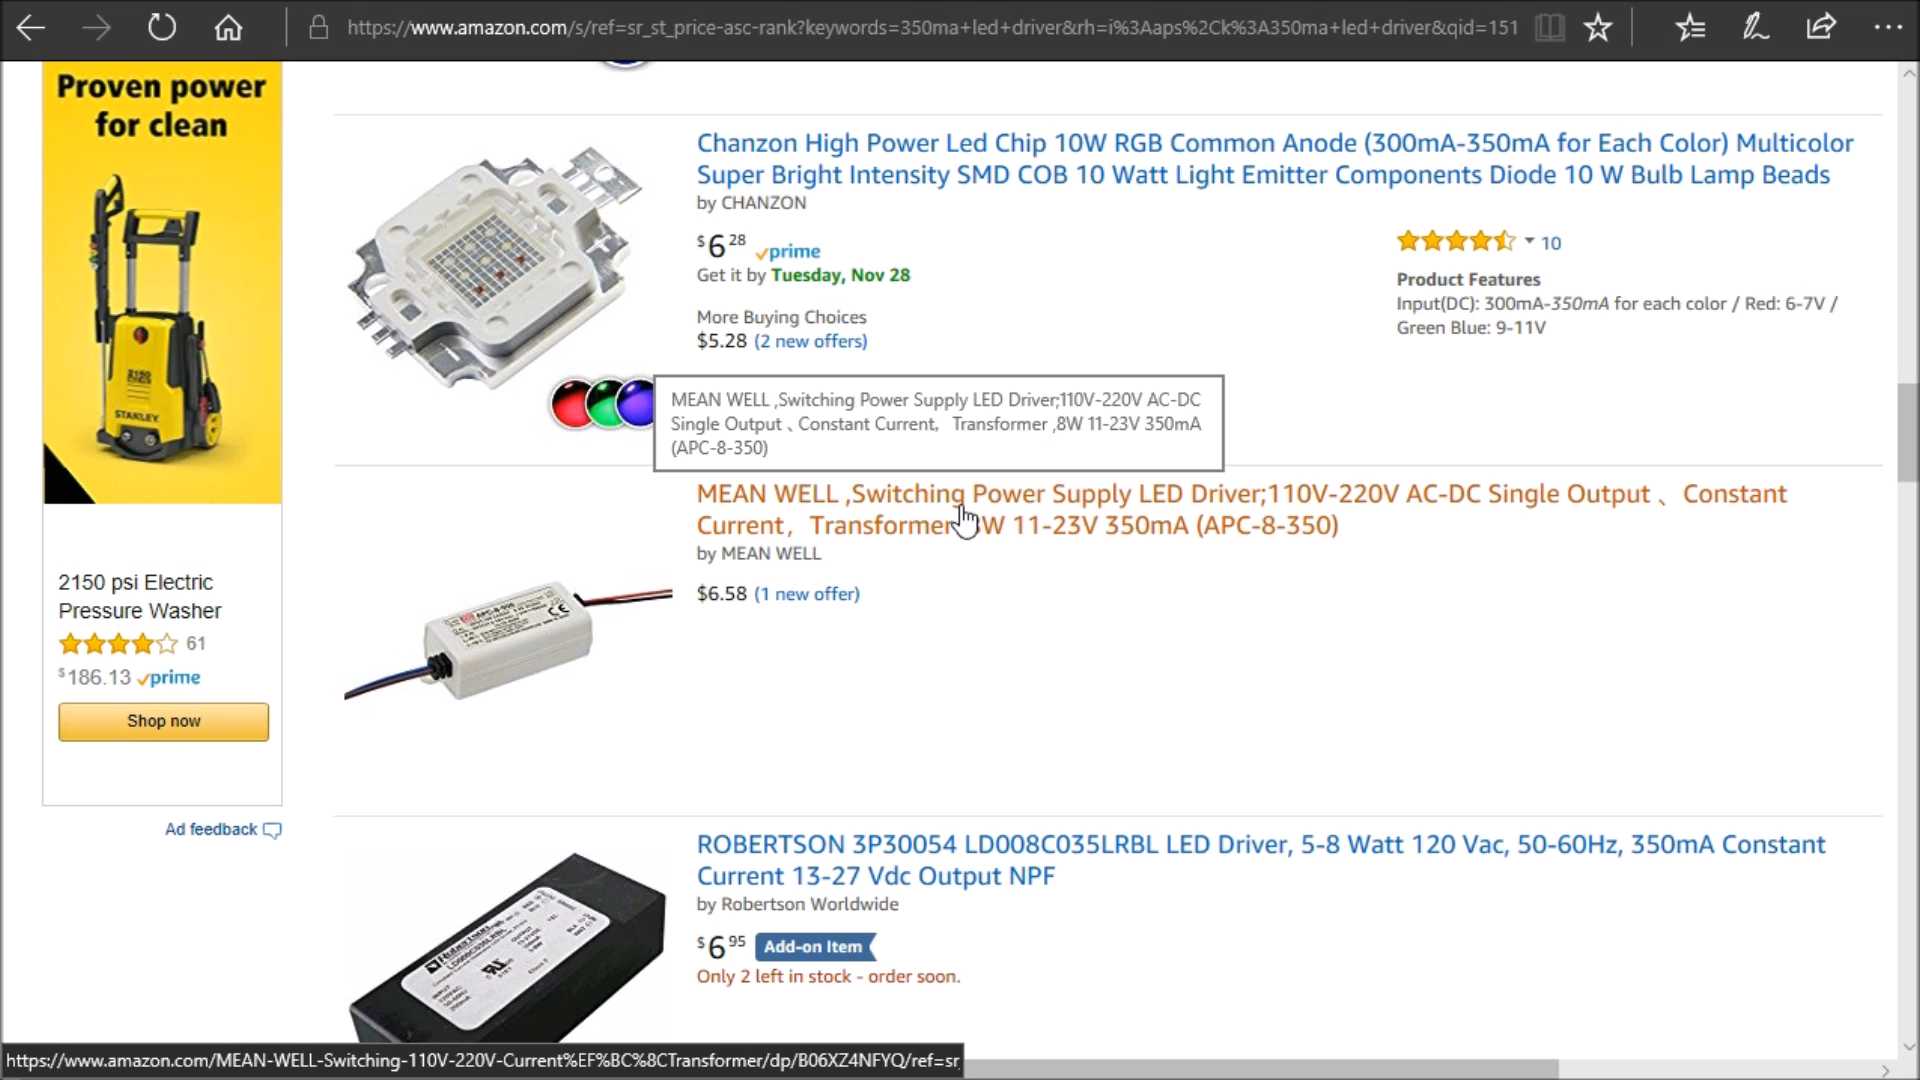 https://www.amazon.com/s/ref=sr_st_price-asc-rank?keywords=350ma+led+driver&rh=i%3Aaps%2Ck%3A350ma+led+driver&qid=151
Proven power
for clean
2150
STANLEY
2150 psi Electric
Pressure Washer
61
$186.13 prime
Shop now
Ad feedback
Chanzon High Power Led Chip 10W RGB Common Anode (300mA-350mA for Each Color) Multicolor
Super Bright Intensity SMD COB 10 Watt Light Emitter Components Diode 10 W Bulb Lamp Beads
by CHANZON
$6 28 prime
Get it by Tuesday, Nov 28
More Buying Choices
$5.28 (2 new offers)
10
Product Features
Input(DC): 300mA-350mA for each color / Red: 6-7V /
Green Blue: 9-11V
MEAN WELL ,Switching Power Supply LED Driver;110V-220V AC-DC
Single Output 、Constant Current， Transformer ,8W 11-23V 350mA
(APC-8-350)
MEAN WELL ,Switching Power Supply LED Driver;110V-220V AC-DC Single Output 、 Constant
Current， Transformer 8W 11-23V 350mA (APC-8-350)
by MEAN WELL
$6.58 (1 new offer)
CE
ROBERTSON 3P30054 LD008C035LRBL LED Driver, 5-8 Watt 120 Vac, 50-60Hz, 350mA Constant
Current 13-27 Vdc Output NPF
by Robertson Worldwide
$6 95 Add-on Item
Only 2 left in stock - order soon.
Robertson
LD008C035LRBL
https://www.amazon.com/MEAN-WELL-Switching-110V-220V-Current%EF%BC%8CTransformer/dp/B06XZ4NFYQ/ref=sr